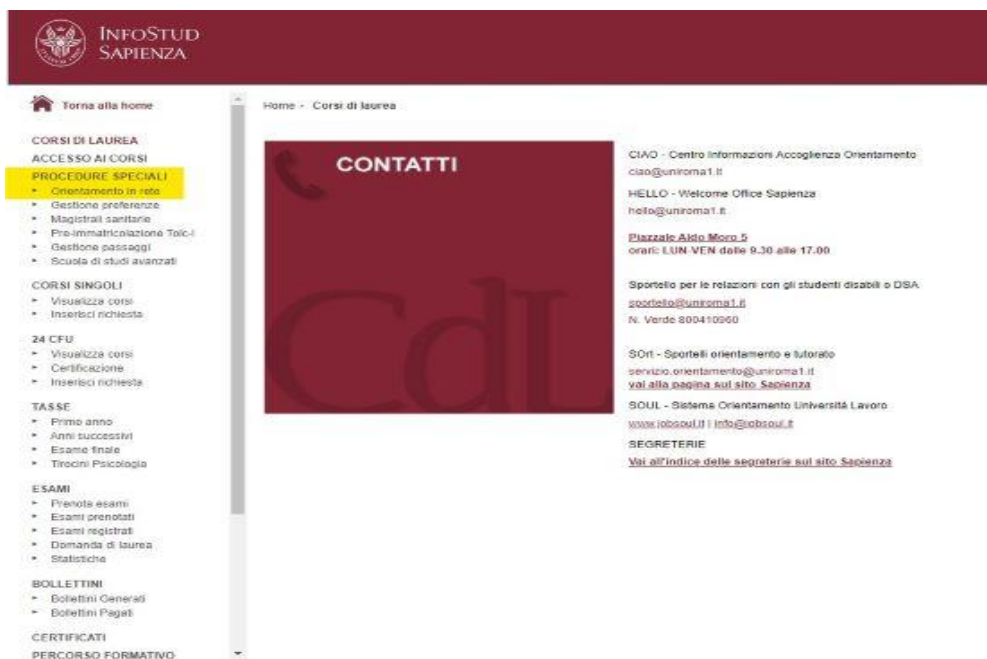 INFOSTUD
SAPIENZA
Torna alla home
Home - Corsi di laurea
CORSI DI LAUREA
ACCESSO AI CORSI
PROCEDURE SPECIALI
Orientamento in rete
Gestione preferenze
Magistrali sanitarie
Pre-immatricolazione Tolc-I
Gestione passaggi
Scuola di studi avanzati
CORSI SINGOLI
Visualizza corsi
Inserisci richiesta
24 CFU
Visualizza corsi
Certificazione
Inserisci richiesta
TASSE
Primo anno
Anni successivi
Esame finale
Tirocini Psicologia
ESAMI
Prenota esami
Esami prenotati
Esami registrati
Domanda di laurea
Statistiche
BOLLETTINI
Bollettini Generati
Bollettini Pagati
CERTIFICATI
PERCORSO FORMATIVO
CONTATTI
CdL
CIAO - Centro Informazioni Accoglienza Orientamento
ciao@uniroma1.it
HELLO - Welcome Office Sapienza
hello@uniroma1.it
Piazzale Aldo Moro 5
orari: LUN-VEN dalle 9.30 alle 17.00
Sportello per le relazioni con gli studenti disabili o DSA
sportello@uniroma1.it
N. Verde 800410960
SOrt - Sportelli orientamento e tutorato
servizio.orientamento@uniroma1.it
vai alla pagina sul sito Sapienza
SOUL - Sistema Orientamento Università Lavoro
www.jobsoul.it | info@jobsoul.it
SEGRETERIE
Vai all'indice delle segreterie sul sito Sapienza